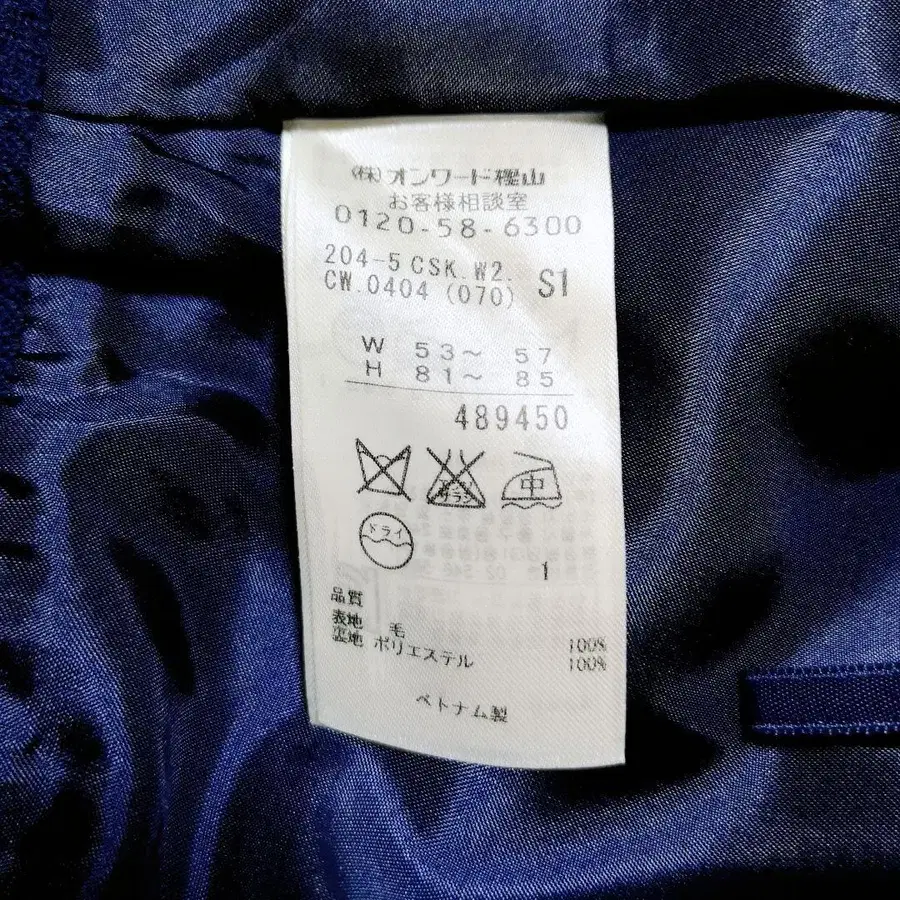 (株)オンワード樫山
お客様相談室
0120-58-6300
204-5 CSK.W2. S1
CW.0404 (070)
W 53～ 57
H 81～ 85
489450
中
ドライ
1
品質
表地 毛 100%
裏地 ポリエステル 100%
ベトナム製